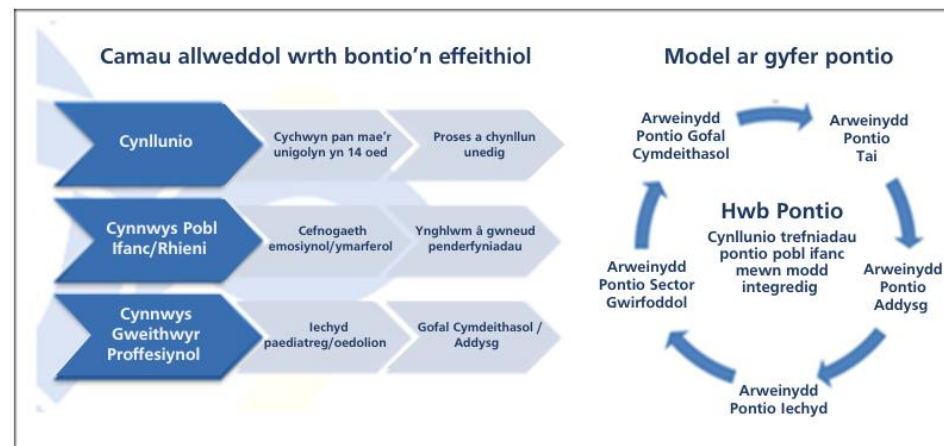 Camau allweddol wrth bontio'n effeithiol
Cynllunio
Cychwyn pan mae'r
unigolyn yn 14 oed
Proses a chynllun
unedig
Cynnwys Pobl
Ifanc/Rhieni
Cefnogaeth
emosiynol/ymarferol
Ynghlwm â gwneud
penderfyniadau
Cynnwys
Gweithwyr
Proffesiynol
Iechyd
paediatreg/oedolion
Gofal Cymdeithasol /
Addysg
Model ar gyfer pontio
Arweinydd
Pontio Gofal
Cymdeithasol
Arweinydd
Pontio
Tai
Arweinydd
Pontio
Addysg
Arweinydd
Pontio Iechyd
Arweinydd
Pontio Sector
Gwirfoddol
Hwb Pontio
Cynllunio trefniadau
pontio pobl ifanc
mewn modd
integredig